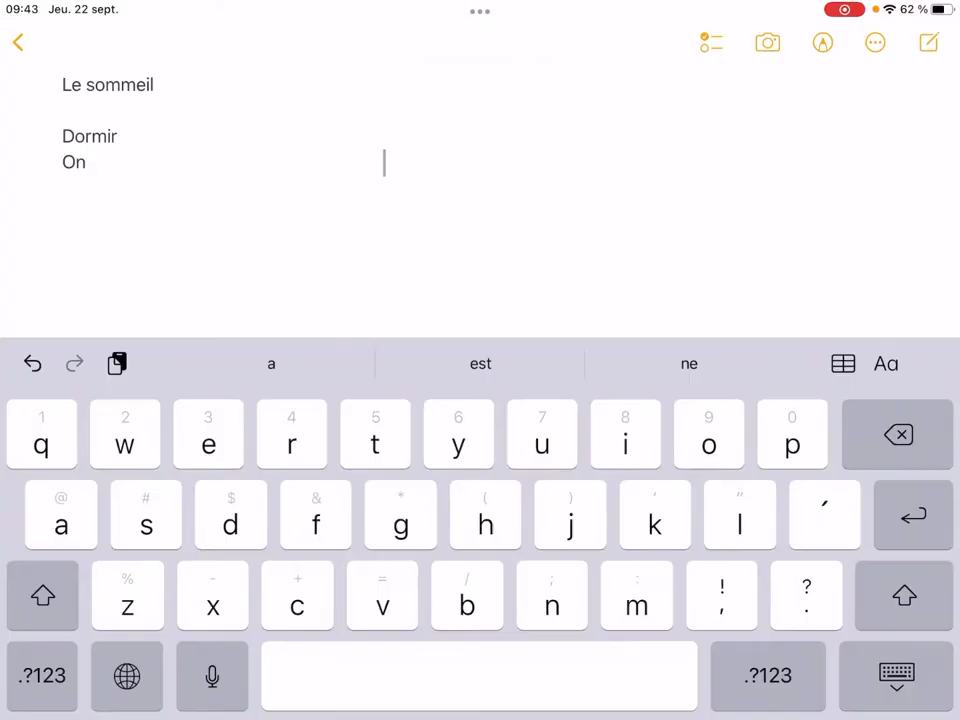 09:43 Jeu. 22 sept. 62 %
Le sommeil
Dormir
On
a est ne Aa
1 2 3 4 5 6 7 8 9 0
q w e r t y u i o p
@ # $ & * ( ) ‘ “
a s d f g h j k l ´
% - + = / ; : ! ?
z x c v b n m , .
.?123 .?123